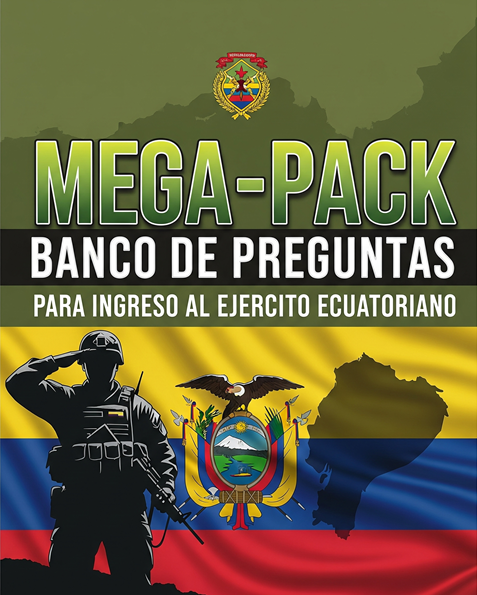 MEGA-PACK
BANCO DE PREGUNTAS
PARA INGRESO AL EJERCITO ECUATORIANO